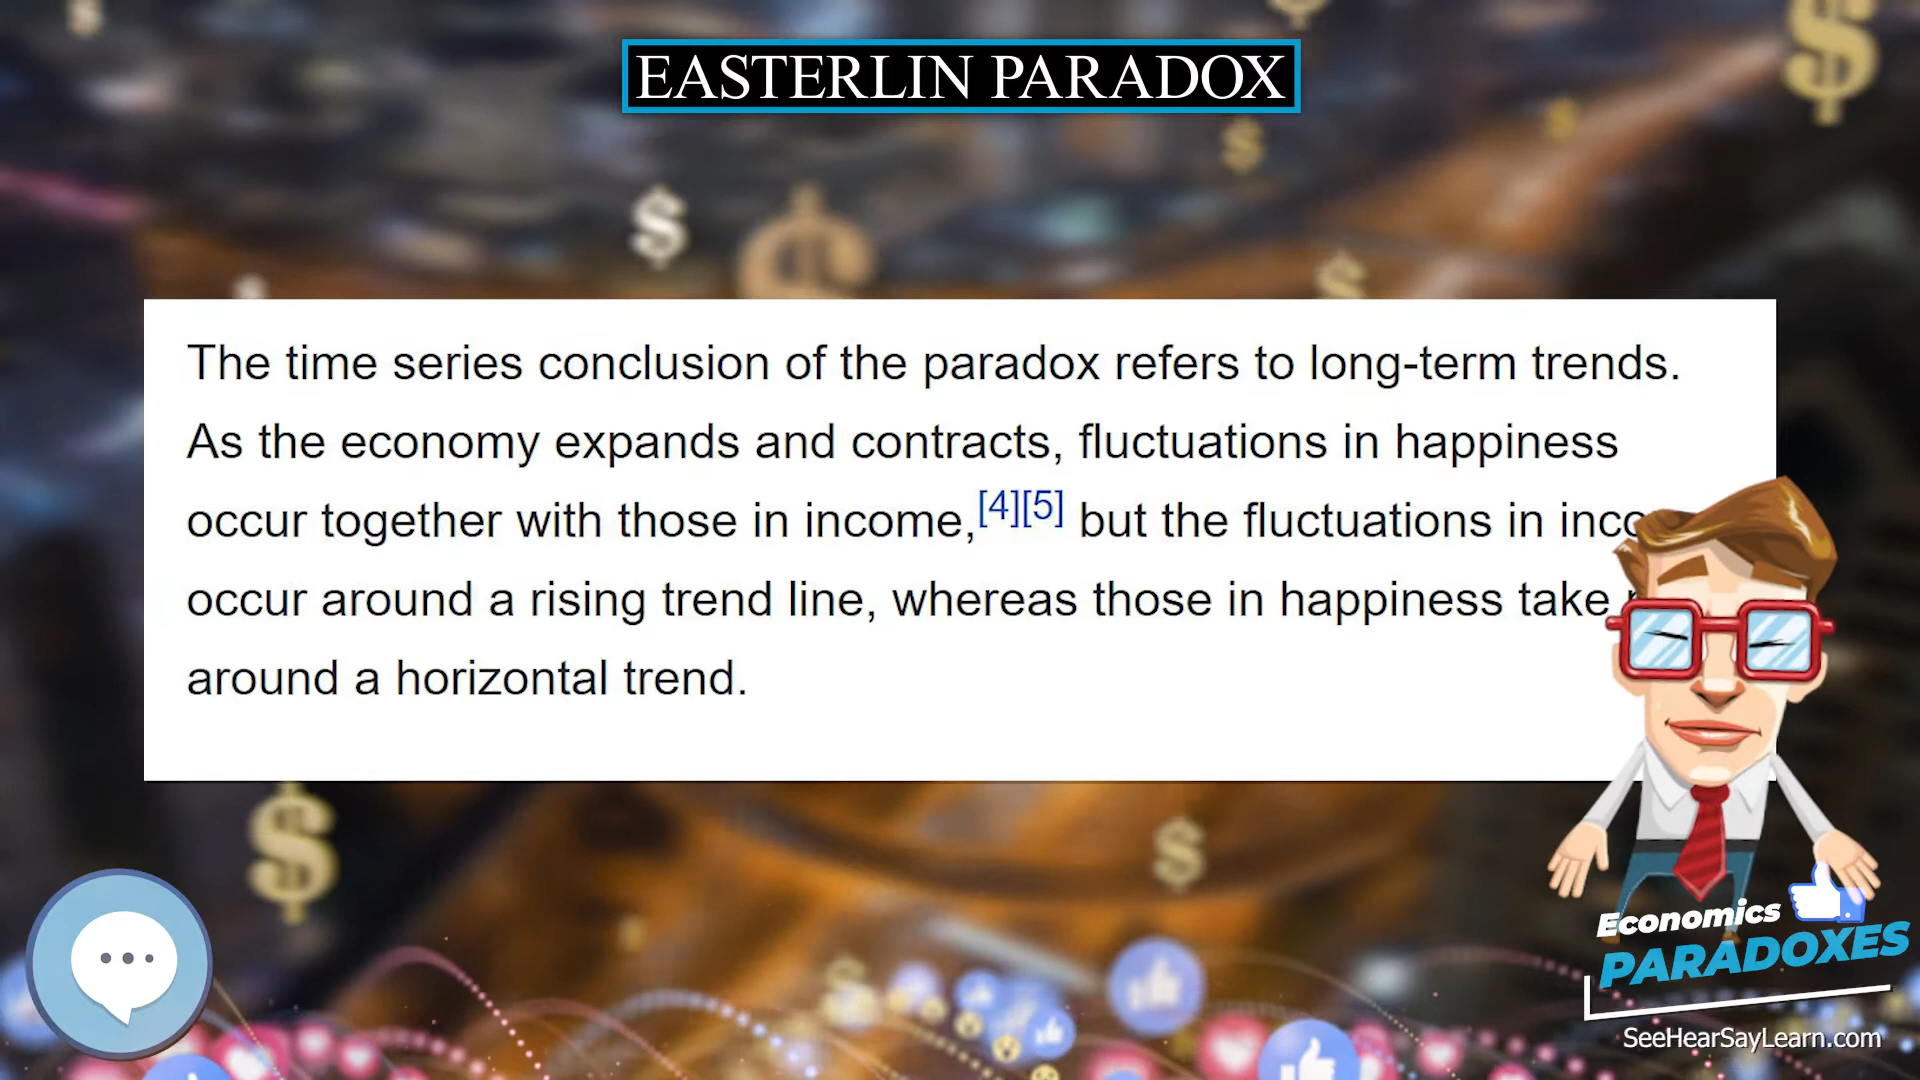 EASTERLIN PARADOX
The time series conclusion of the paradox refers to long-term trends.
As the economy expands and contracts, fluctuations in happiness
occur together with those in income,[4][5] but the fluctuations in
occur around a rising trend line, whereas those in happiness take
around a horizontal trend.
Economics
PARADOXES
SeeHearSayLearn.com